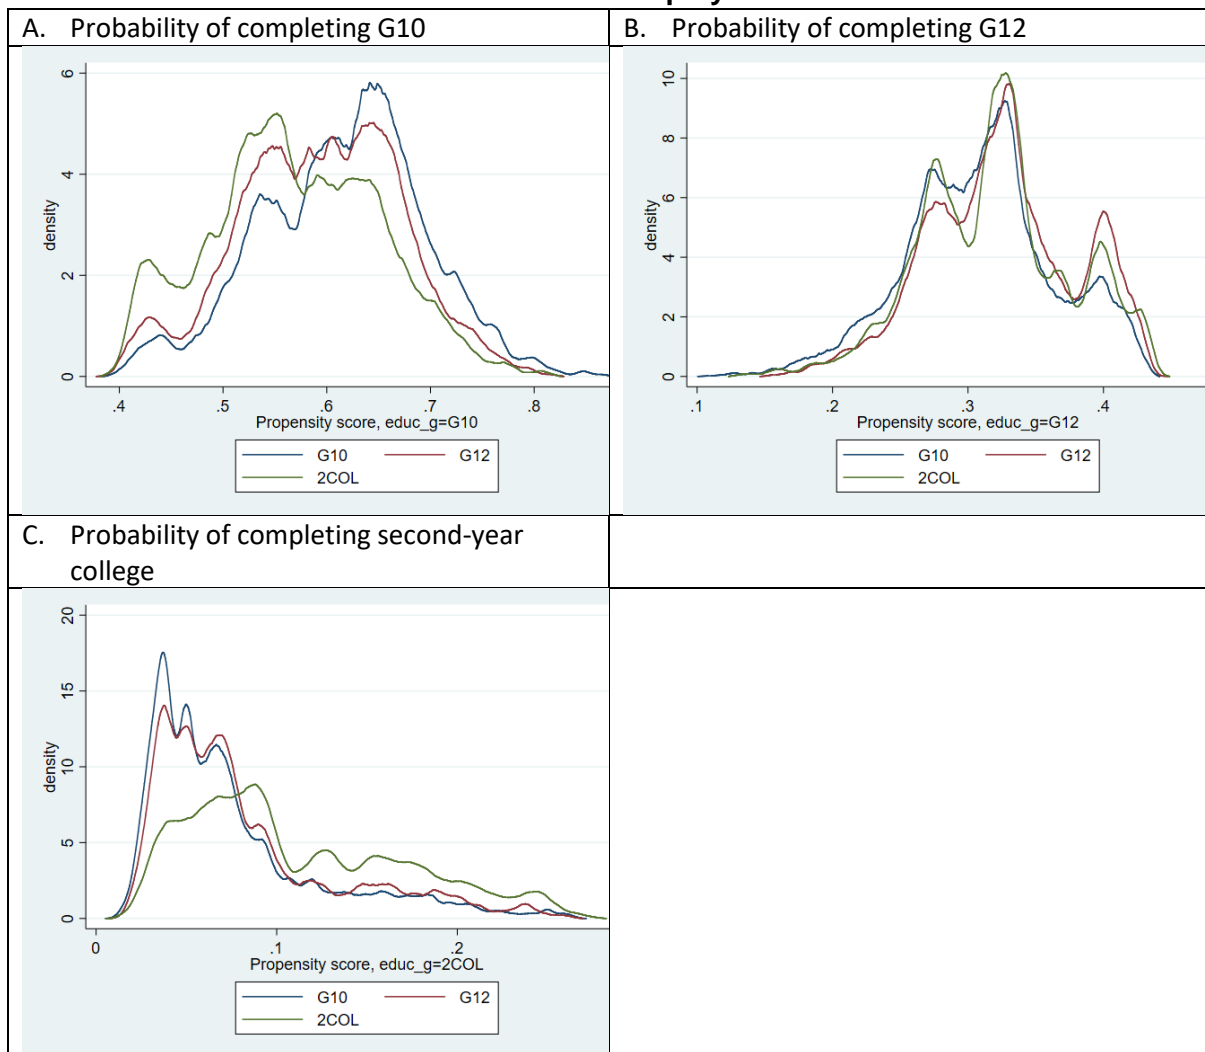 A. Probability of completing G10
B. Probability of completing G12
6
4
2
0
density
.4 .5 .6 .7 .8
Propensity score, educ_g=G10
G10 G12
2COL
10
8
6
4
2
0
density
.1 .2 .3 .4
Propensity score, educ_g=G12
G10 G12
2COL
C. Probability of completing second-year
college
20
15
10
5
0
density
0 .1 .2
Propensity score, educ_g=2COL
G10 G12
2COL